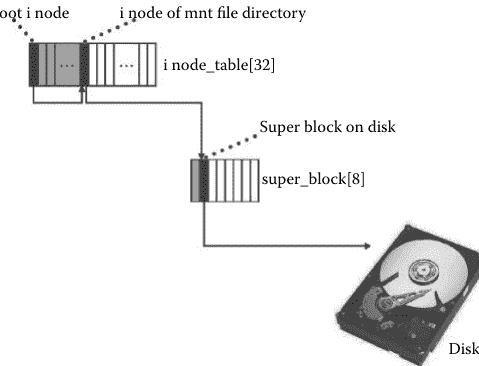 oot i node
i node of mnt file directory
i node_table[32]
Super block on disk
super_block[8]
Disk